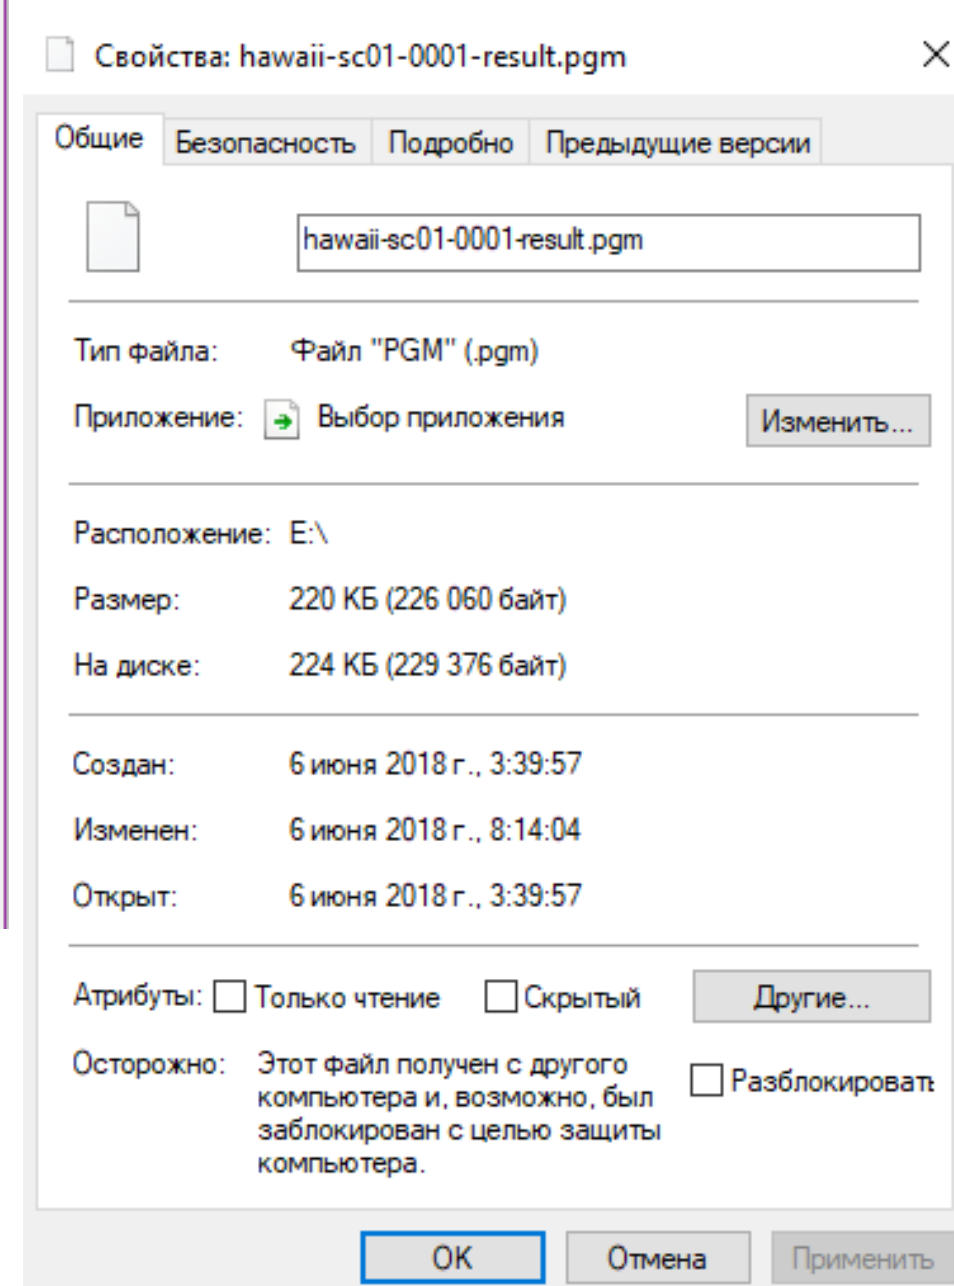 Свойства: hawaii-sc01-0001-result.pgm
Общие Безопасность Подробно Предыдущие версии
hawaii-sc01-0001-result.pgm
Тип файла: Файл "PGM" (.pgm)
Приложение: Выбор приложения Изменить...
Расположение: E:\
Размер: 220 КБ (226 060 байт)
На диске: 224 КБ (229 376 байт)
Создан: 6 июня 2018 г., 3:39:57
Изменен: 6 июня 2018 г., 8:14:04
Открыт: 6 июня 2018 г., 3:39:57
Атрибуты: Только чтение Скрытый Другие...
Осторожно: Этот файл получен с другого
компьютера и, возможно, был
заблокирован с целью защиты
компьютера.
Разблокировать
OK Отмена Применить